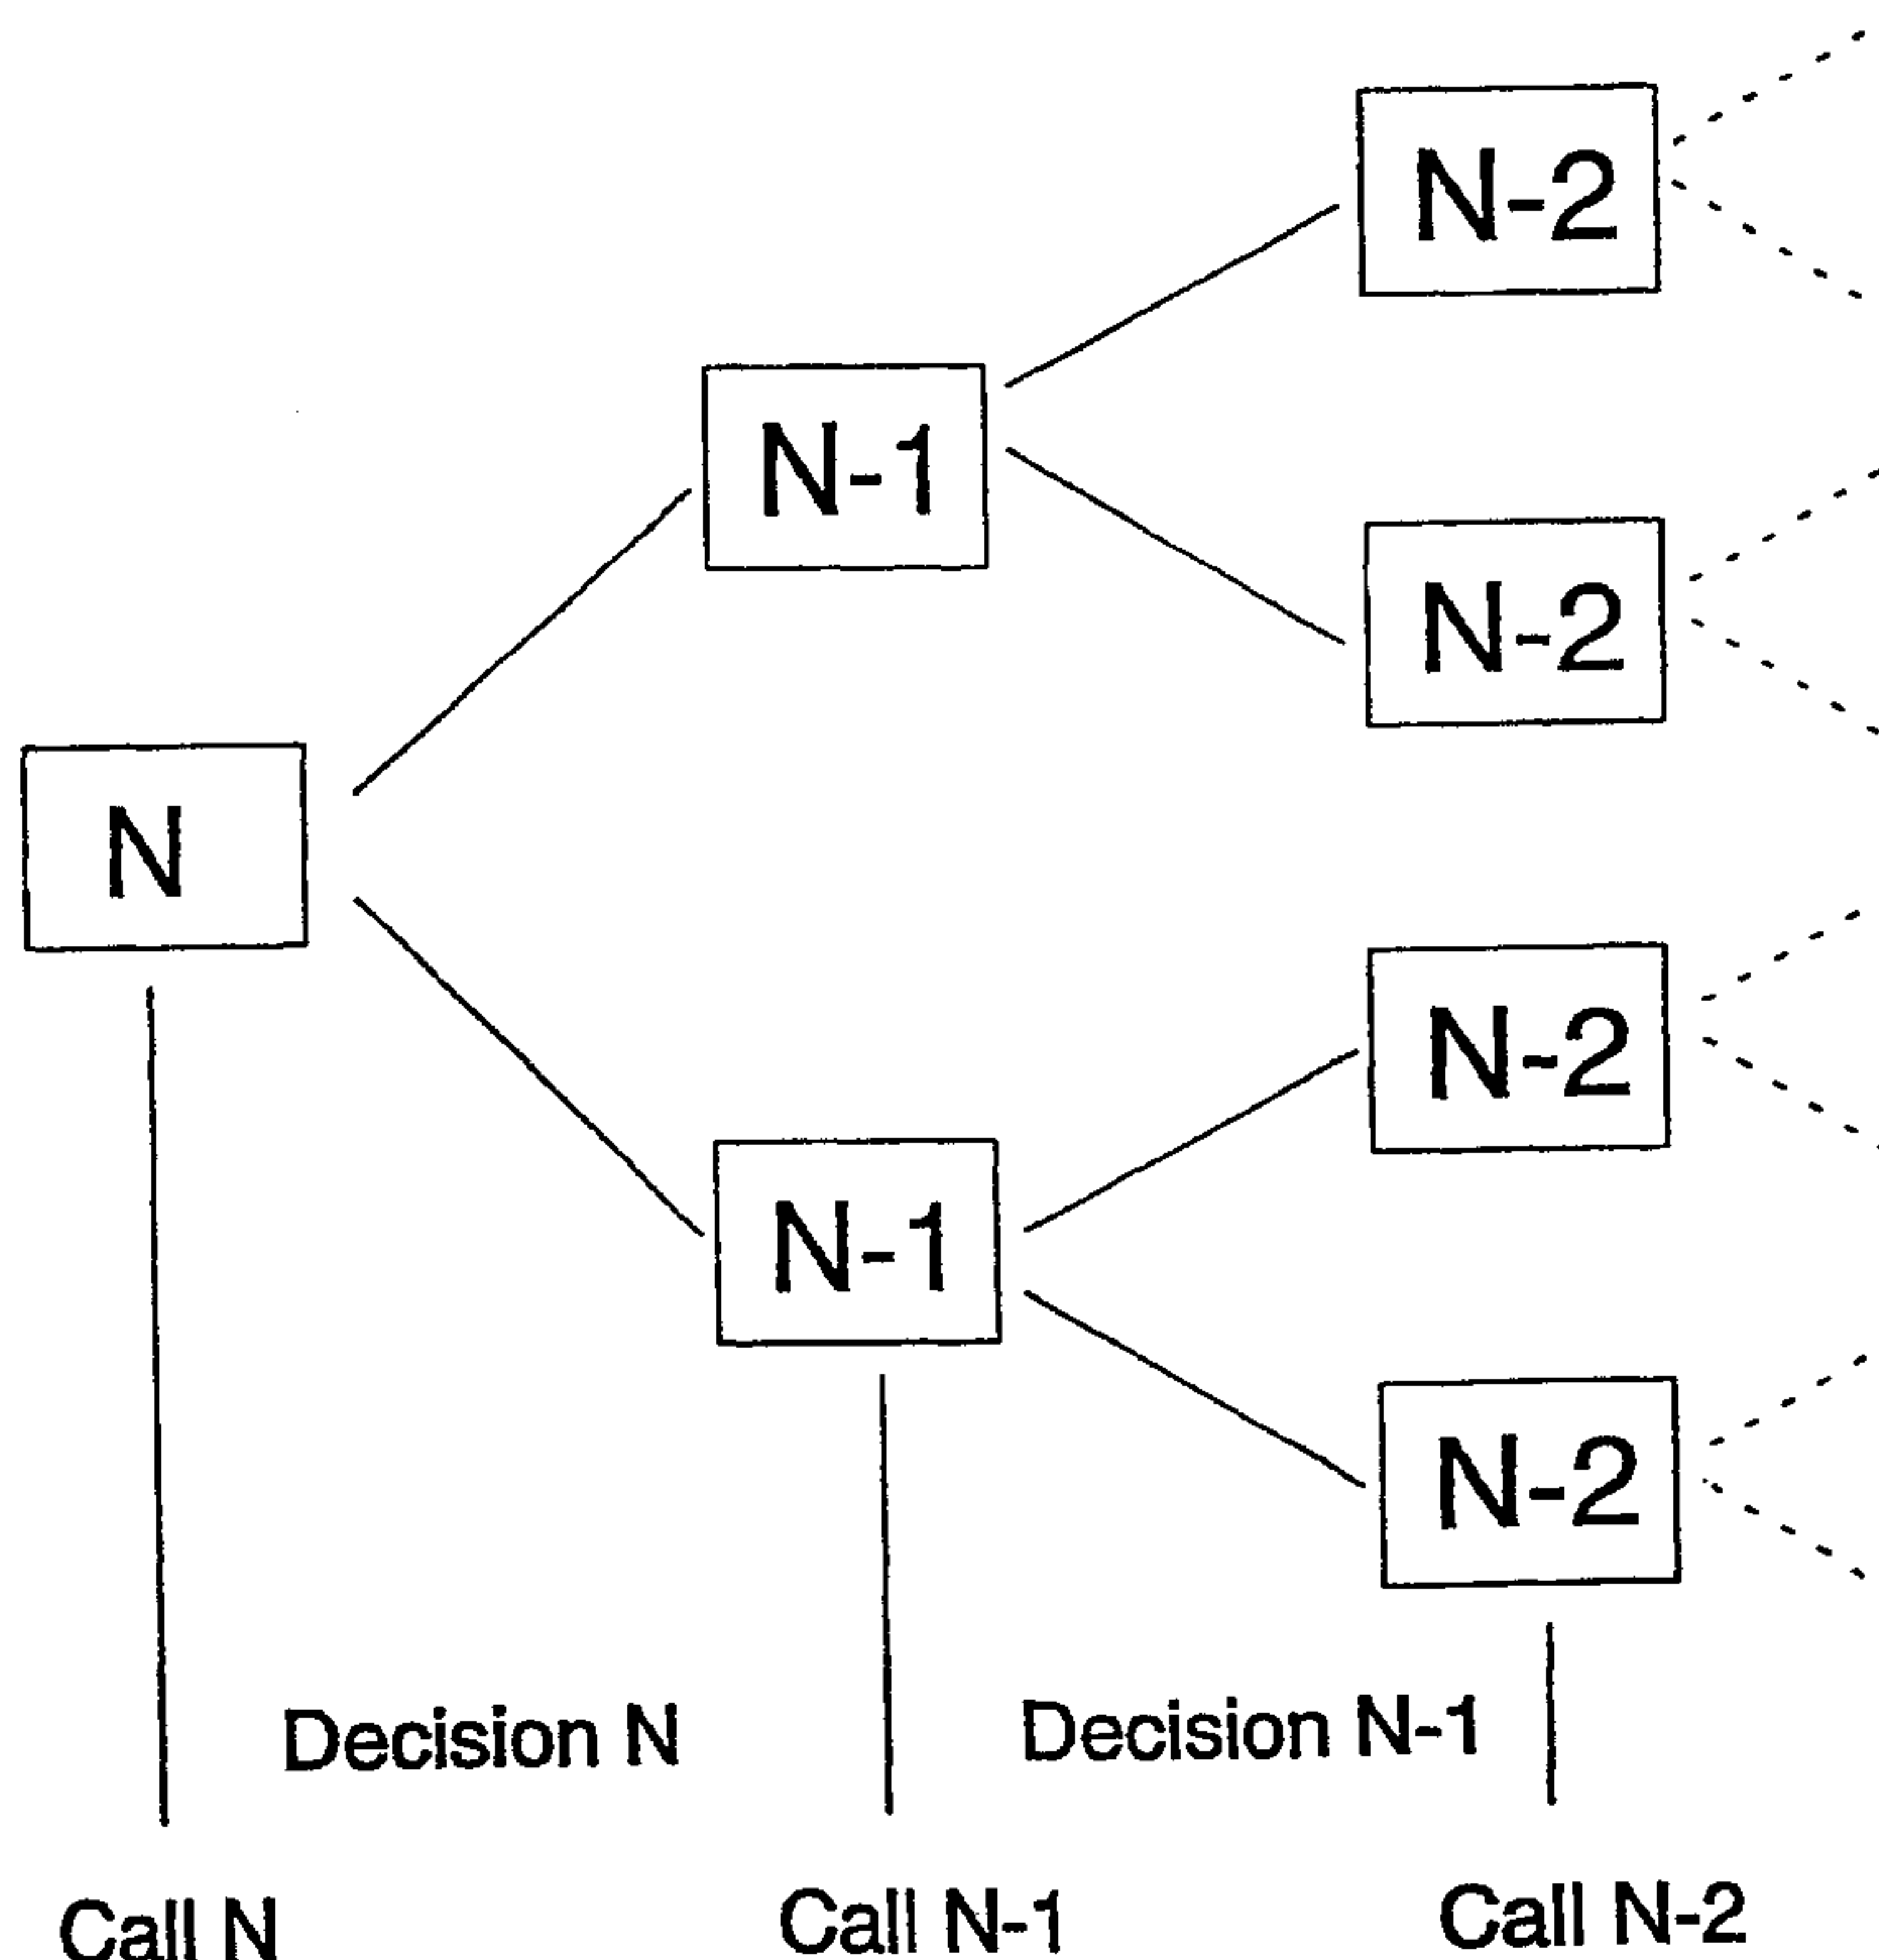 N-2
N-1
N-2
N
N-2
N-1
N-2
Decision N
Decision N-1
Call N
Call N-1
Call N-2